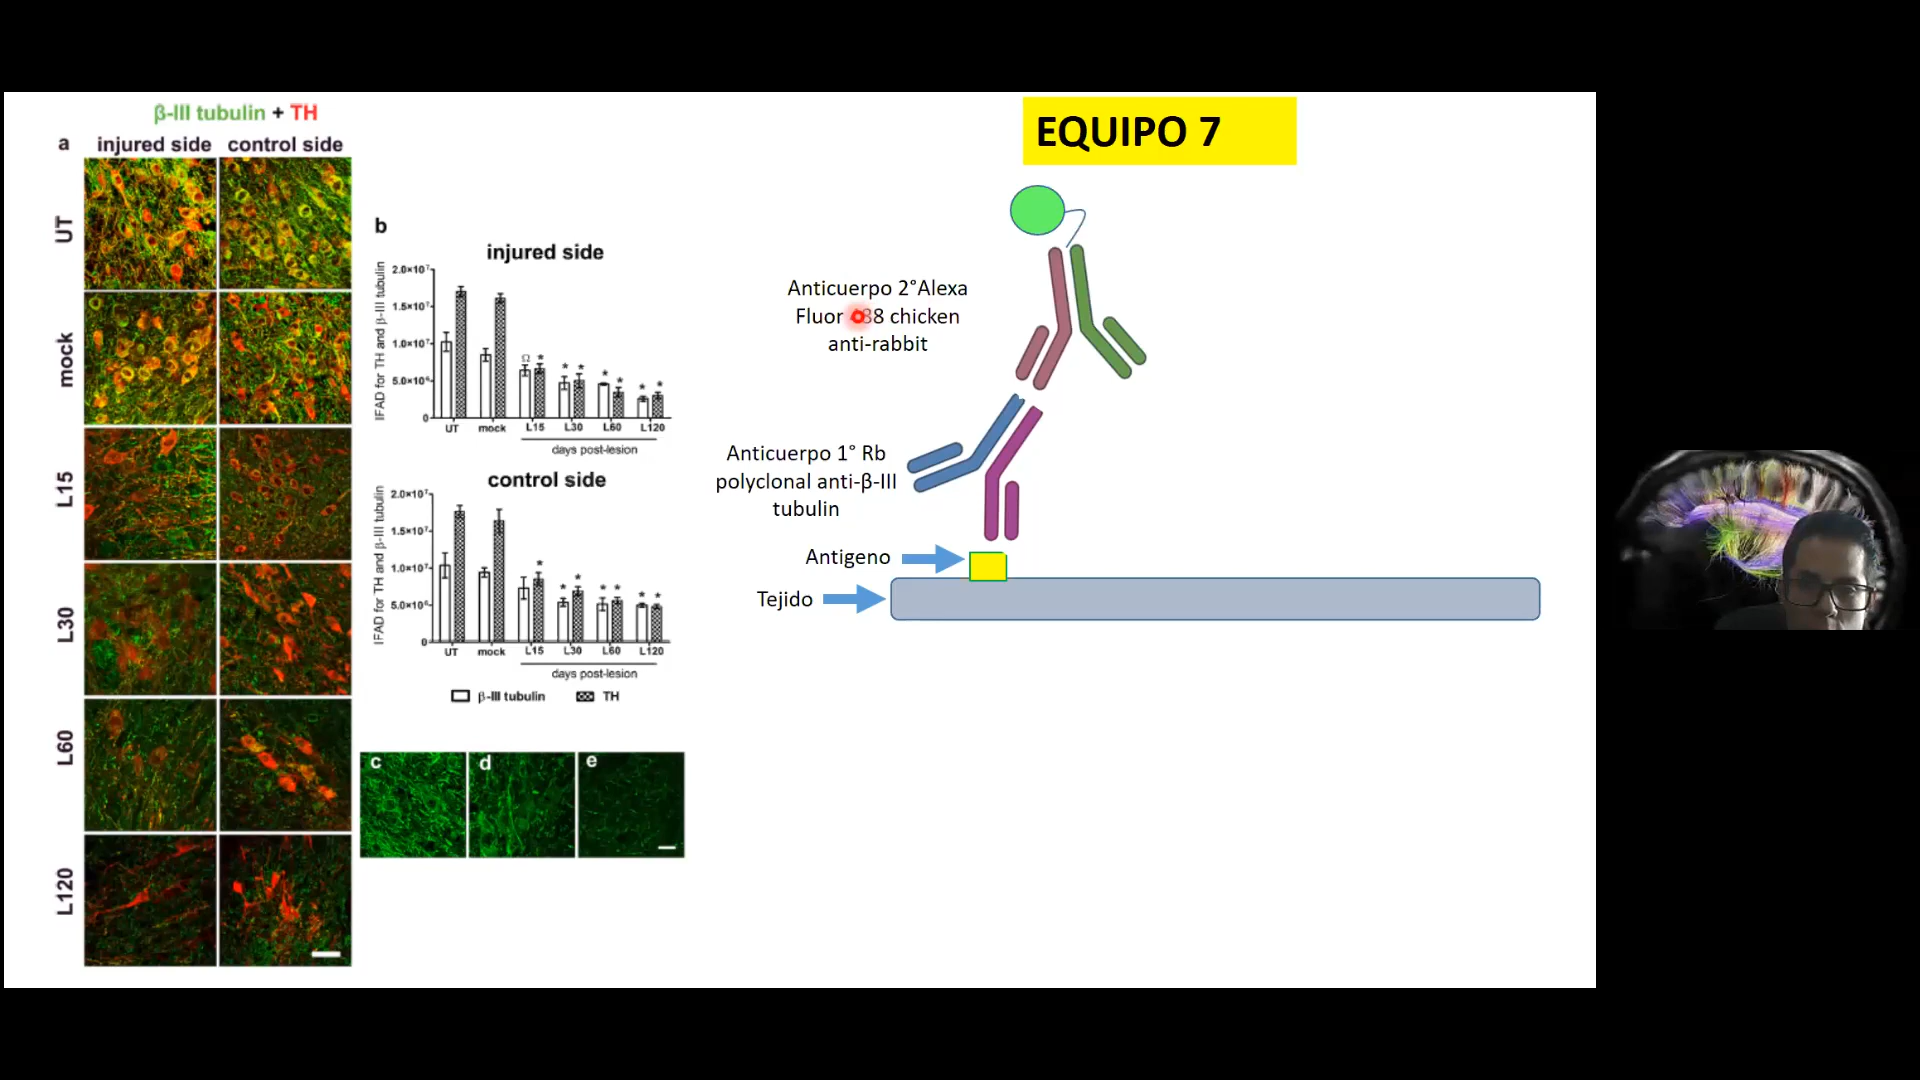 β-III tubulin + TH
a
injured side control side
UT
mock
L15
L30
L60
L120
b
injured side
IFAD for TH and β-III tubulin
2.0×10⁷
1.5×10⁷
1.0×10⁷
5.0×10⁶
0
Ω * * * * * * *
UT mock L15 L30 L60 L120
days post-lesion
control side
IFAD for TH and β-III tubulin
2.0×10⁷
1.5×10⁷
1.0×10⁷
5.0×10⁶
0
* * * * * * *
UT mock L15 L30 L60 L120
days post-lesion
β-III tubulin TH
c d e
EQUIPO 7
Anticuerpo 2°Alexa
Fluor chicken
anti-rabbit
Anticuerpo 1° Rb
polyclonal anti-β-III
tubulin
Antigeno
Tejido